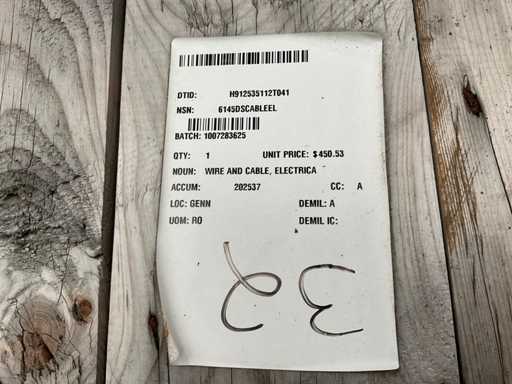 DTID: H912535112T041
NSN: 6145DSCABLEEL
BATCH: 1007283625
QTY: 1 UNIT PRICE: $450.53
NOUN: WIRE AND CABLE, ELECTRICA
ACCUM: 202537 CC: A
LOC: GENN DEMIL: A
UOM: RO DEMIL IC: